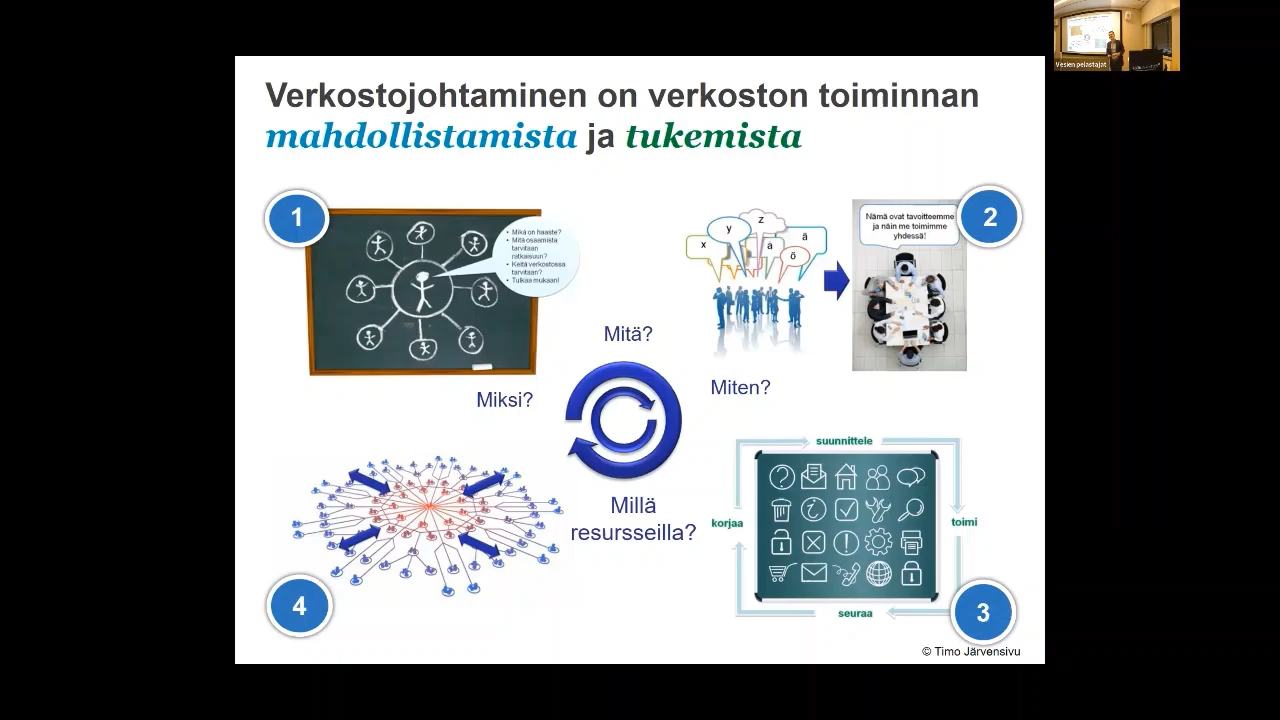 Vesien pelastajat
Verkostojohtaminen on verkoston toiminnan
mahdollistamista ja tukemista
1
• Mikä on haaste?
• Mitä osaamista
tarvitaan
ratkaisuun?
• Keitä verkostossa
tarvitaan?
• Tulkaa mukaan!
x
y
z
a
ä
ö
Nämä ovat tavoitteemme
ja näin me toimimme
yhdessä!
2
Mitä?
Miksi?
Miten?
Millä
resursseilla?
suunnittele
korjaa
toimi
seuraa
3
4
© Timo Järvensivu